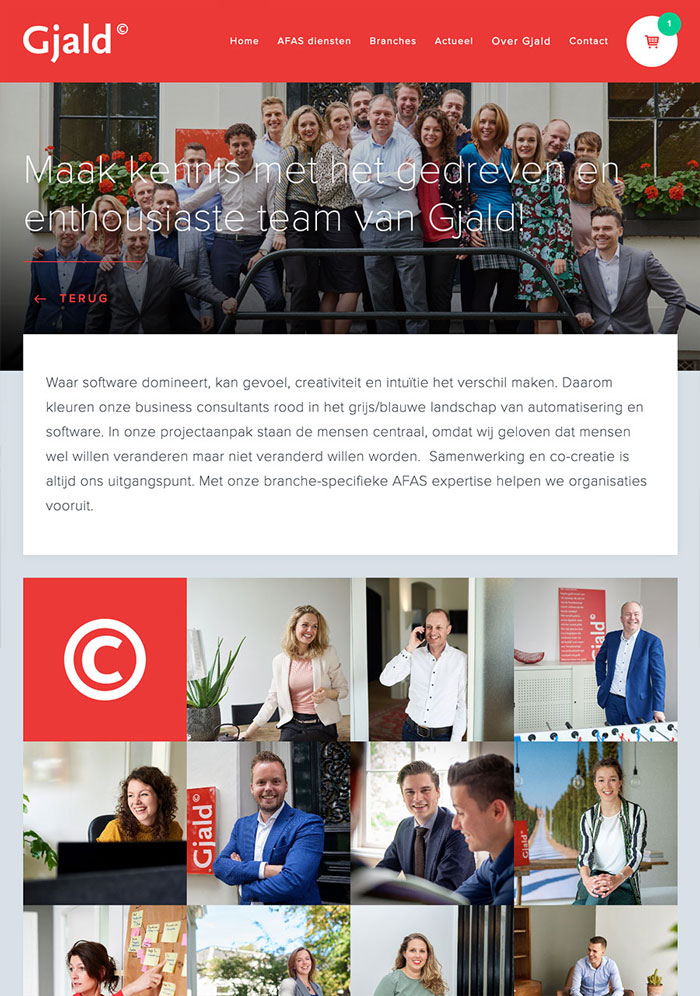 Gjald©
Home AFAS diensten Branches Actueel Over Gjald Contact 1
Maak kennis met het gedreven en
enthousiaste team van Gjald!
← TERUG
Waar software domineert, kan gevoel, creativiteit en intuïtie het verschil maken. Daarom
kleuren onze business consultants rood in het grijs/blauwe landschap van automatisering en
software. In onze projectaanpak staan de mensen centraal, omdat wij geloven dat mensen
wel willen veranderen maar niet veranderd willen worden. Samenwerking en co-creatie is
altijd ons uitgangspunt. Met onze branche-specifieke AFAS expertise helpen we organisaties
vooruit.
©
Gjald©
Gjald©
Gjald